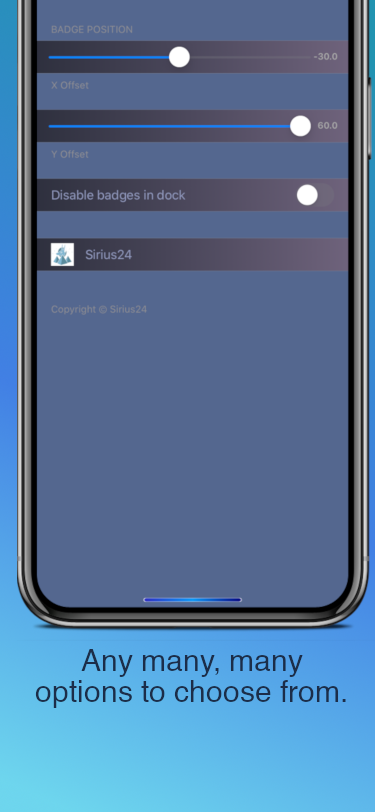 BADGE POSITION
-30.0
X Offset
60.0
Y Offset
Disable badges in dock
Sirius24
Copyright © Sirius24
Any many, many
options to choose from.